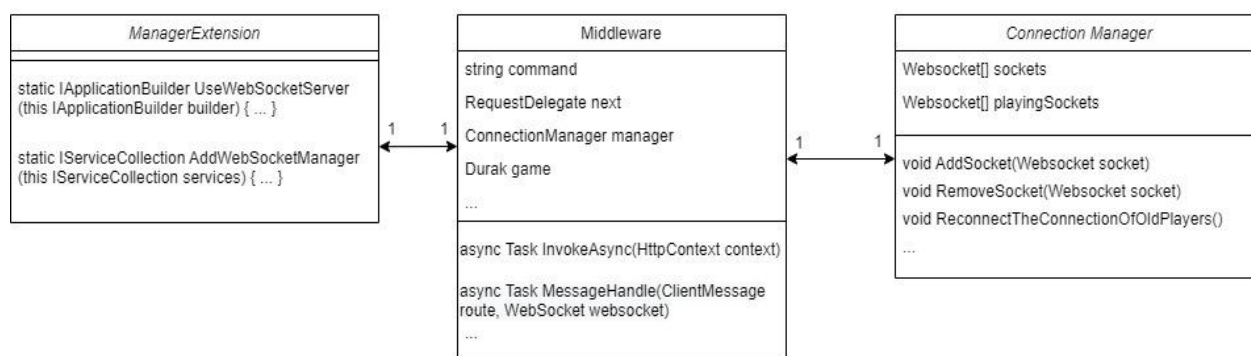 ManagerExtension
static IApplicationBuilder UseWebSocketServer
(this IApplicationBuilder builder) { ... }
static IServiceCollection AddWebSocketManager
(this IServiceCollection services) { ... }
1
1
Middleware
string command
RequestDelegate next
ConnectionManager manager
Durak game
...
async Task InvokeAsync(HttpContext context)
async Task MessageHandle(ClientMessage
route, WebSocket websocket)
...
1
1
Connection Manager
Websocket[] sockets
Websocket[] playingSockets
void AddSocket(Websocket socket)
void RemoveSocket(Websocket socket)
void ReconnectTheConnectionOfOldPlayers()
...